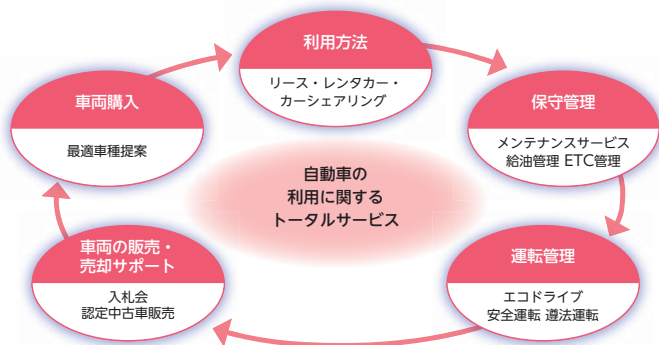 利用方法
リース・レンタカー・
カーシェアリング
保守管理
メンテナンスサービス
給油管理 ETC管理
運転管理
エコドライブ
安全運転 遵法運転
車両の販売・
売却サポート
入札会
認定中古車販売
車両購入
最適車種提案
自動車の
利用に関する
トータルサービス